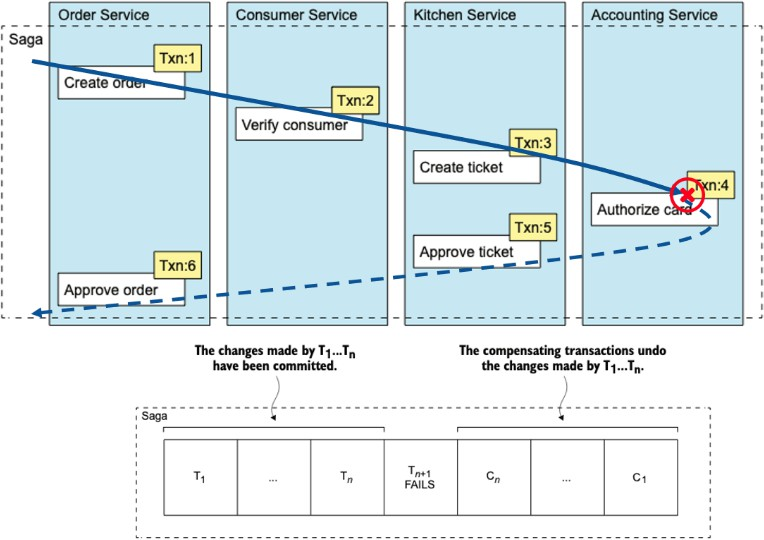 Order Service
Consumer Service
Kitchen Service
Accounting Service
Saga
Txn:1
Create order
Txn:2
Verify consumer
Txn:3
Create ticket
Txn:4
Authorize card
Txn:5
Approve ticket
Txn:6
Approve order
The changes made by T1...Tn
have been committed.
The compensating transactions undo
the changes made by T1...Tn.
Saga
T1
...
Tn
Tn+1
FAILS
Cn
...
C1